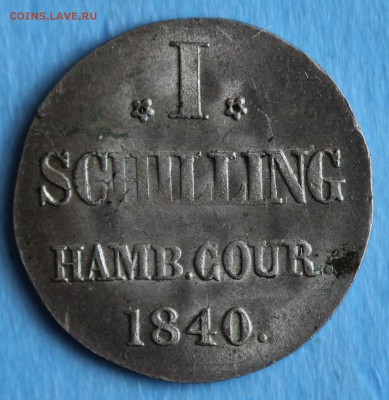 COINS.LAVE.RU
I
SCHILLING
HAMB.COUR.
1840.